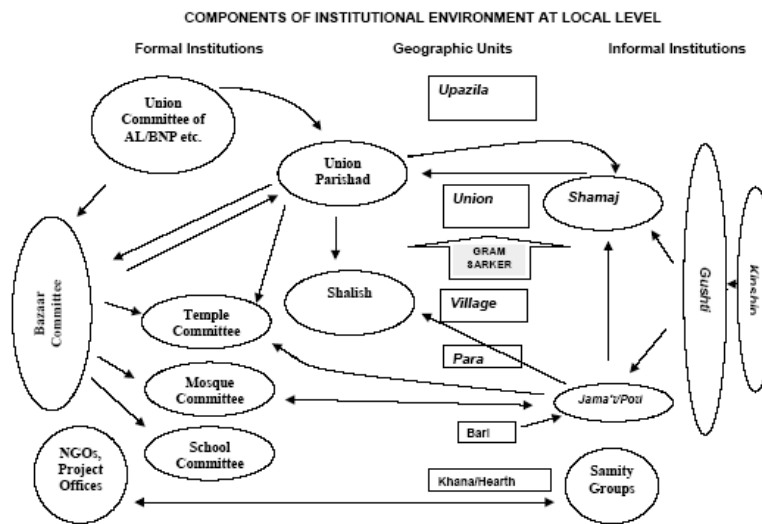 COMPONENTS OF INSTITUTIONAL ENVIRONMENT AT LOCAL LEVEL
Formal Institutions
Geographic Units
Informal Institutions
Union
Committee of
AL/BNP etc.
Upazila
Union
Parishad
Union
Shamaj
GRAM
SARKER
Gushti
Kinship
Bazaar
Committee
Shalish
Village
Temple
Committee
Para
Mosque
Committee
Jama't/Poti
Bari
School
Committee
NGOs,
Project
Offices
Khana/Hearth
Samity
Groups